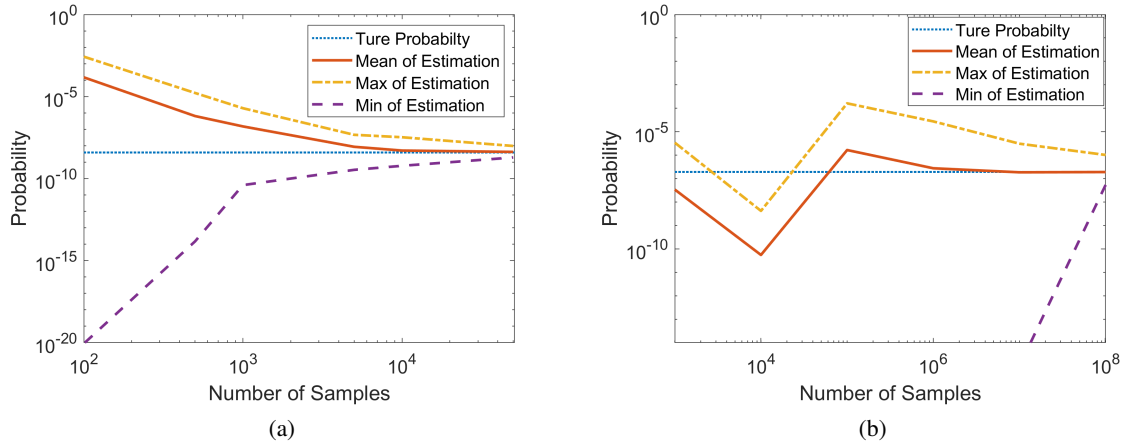 10^0
10^-5
10^-10
10^-15
10^-20
Probability
10^2
10^3
10^4
Number of Samples
Ture Probabilty
Mean of Estimation
Max of Estimation
Min of Estimation
(a)
10^0
10^-5
10^-10
Probability
10^4
10^6
10^8
Number of Samples
Ture Probabilty
Mean of Estimation
Max of Estimation
Min of Estimation
(b)